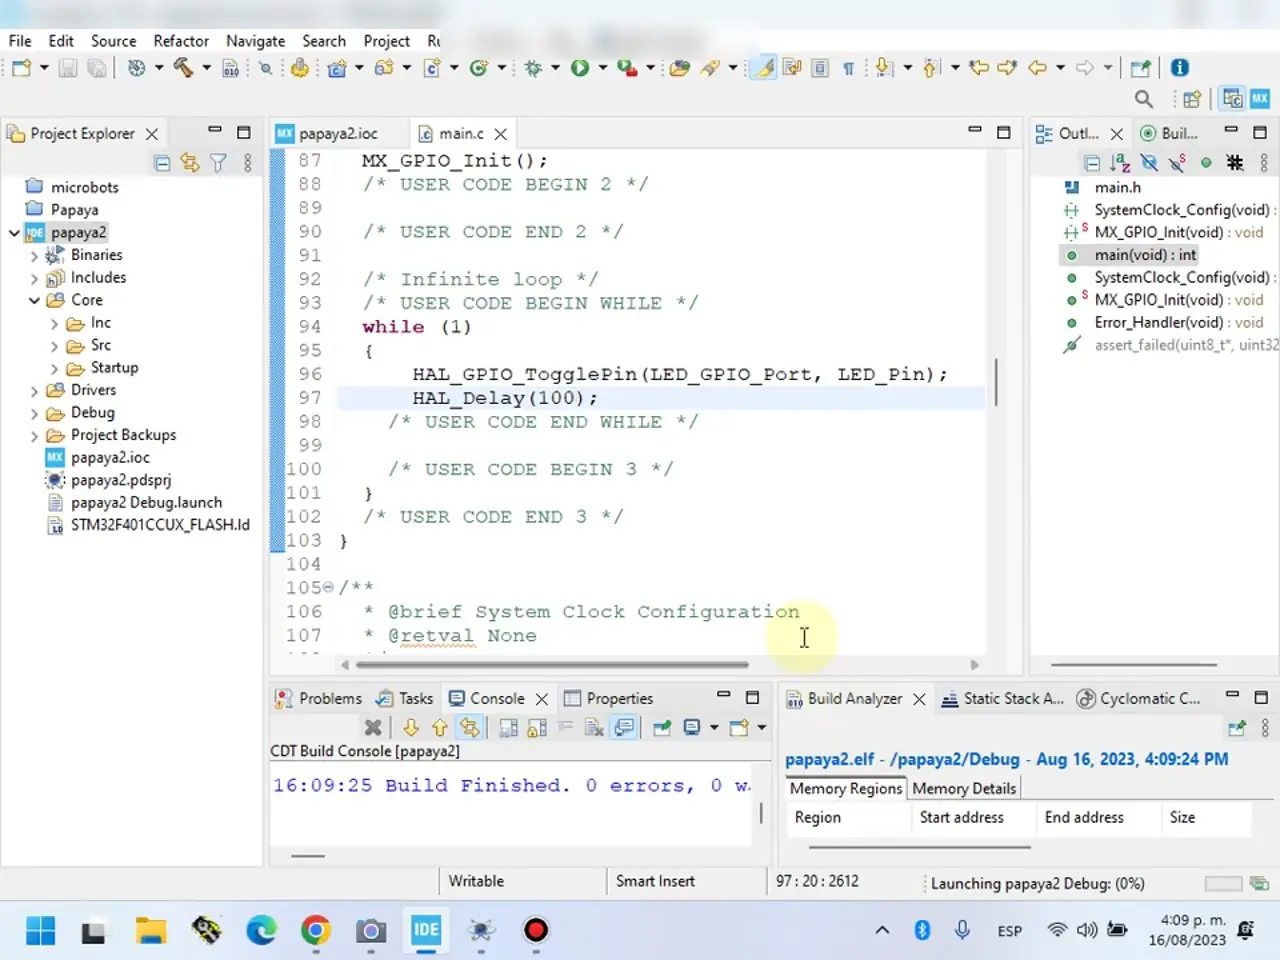 File Edit Source Refactor Navigate Search Project
Project Explorer
microbots
Papaya
IDE papaya2
Binaries
Includes
Core
Inc
Src
Startup
Drivers
Debug
Project Backups
MX papaya2.ioc
papaya2.pdsprj
papaya2 Debug.launch
STM32F401CCUX_FLASH.ld
MX papaya2.ioc main.c
87 MX_GPIO_Init();
88 /* USER CODE BEGIN 2 */
89
90 /* USER CODE END 2 */
91
92 /* Infinite loop */
93 /* USER CODE BEGIN WHILE */
94 while (1)
95 {
96 HAL_GPIO_TogglePin(LED_GPIO_Port, LED_Pin);
97 HAL_Delay(100);
98 /* USER CODE END WHILE */
99
100 /* USER CODE BEGIN 3 */
101 }
102 /* USER CODE END 3 */
103 }
104
105 /**
106 * @brief System Clock Configuration
107 * @retval None
Outl... Buil...
main.h
SystemClock_Config(void) :
MX_GPIO_Init(void) : void
main(void) : int
SystemClock_Config(void) :
MX_GPIO_Init(void) : void
Error_Handler(void) : void
assert_failed(uint8_t*, uint32
Problems Tasks Console Properties
CDT Build Console [papaya2]
16:09:25 Build Finished. 0 errors, 0 w
Build Analyzer Static Stack A... Cyclomatic C...
papaya2.elf - /papaya2/Debug - Aug 16, 2023, 4:09:24 PM
Memory Regions Memory Details
Region Start address End address Size
Writable Smart Insert 97 : 20 : 2612 Launching papaya2 Debug: (0%)
IDE
ESP
4:09 p. m.
16/08/2023